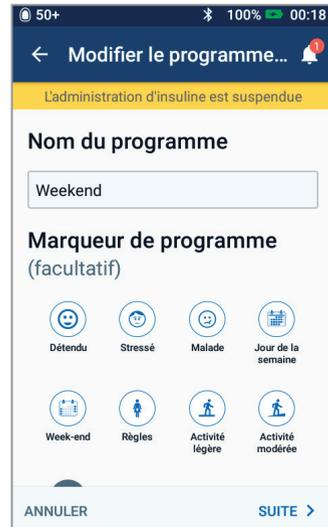 50+ 100% 00:18
Modifier le programme... 1
L'administration d'insuline est suspendue
Nom du programme
Weekend
Marqueur de programme
(facultatif)
Détendu Stressé Malade Jour de la
semaine
Week-end Règles Activité
légère Activité
modérée
ANNULER SUITE